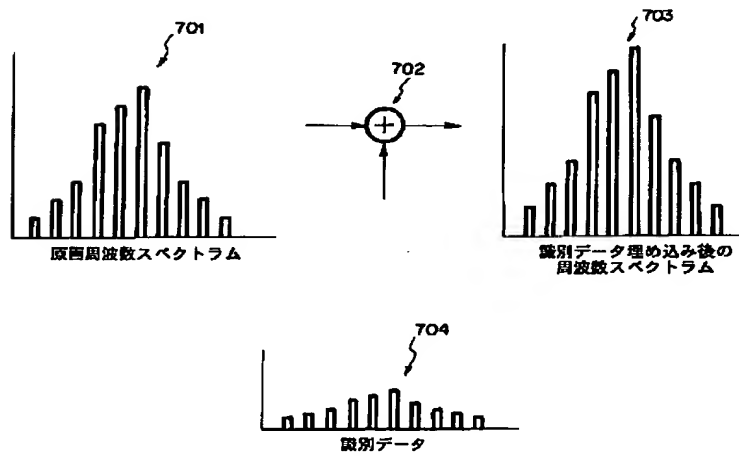 701
702
703
原画周波数スペクトラム
識別データ埋め込み後の
周波数スペクトラム
704
識別データ